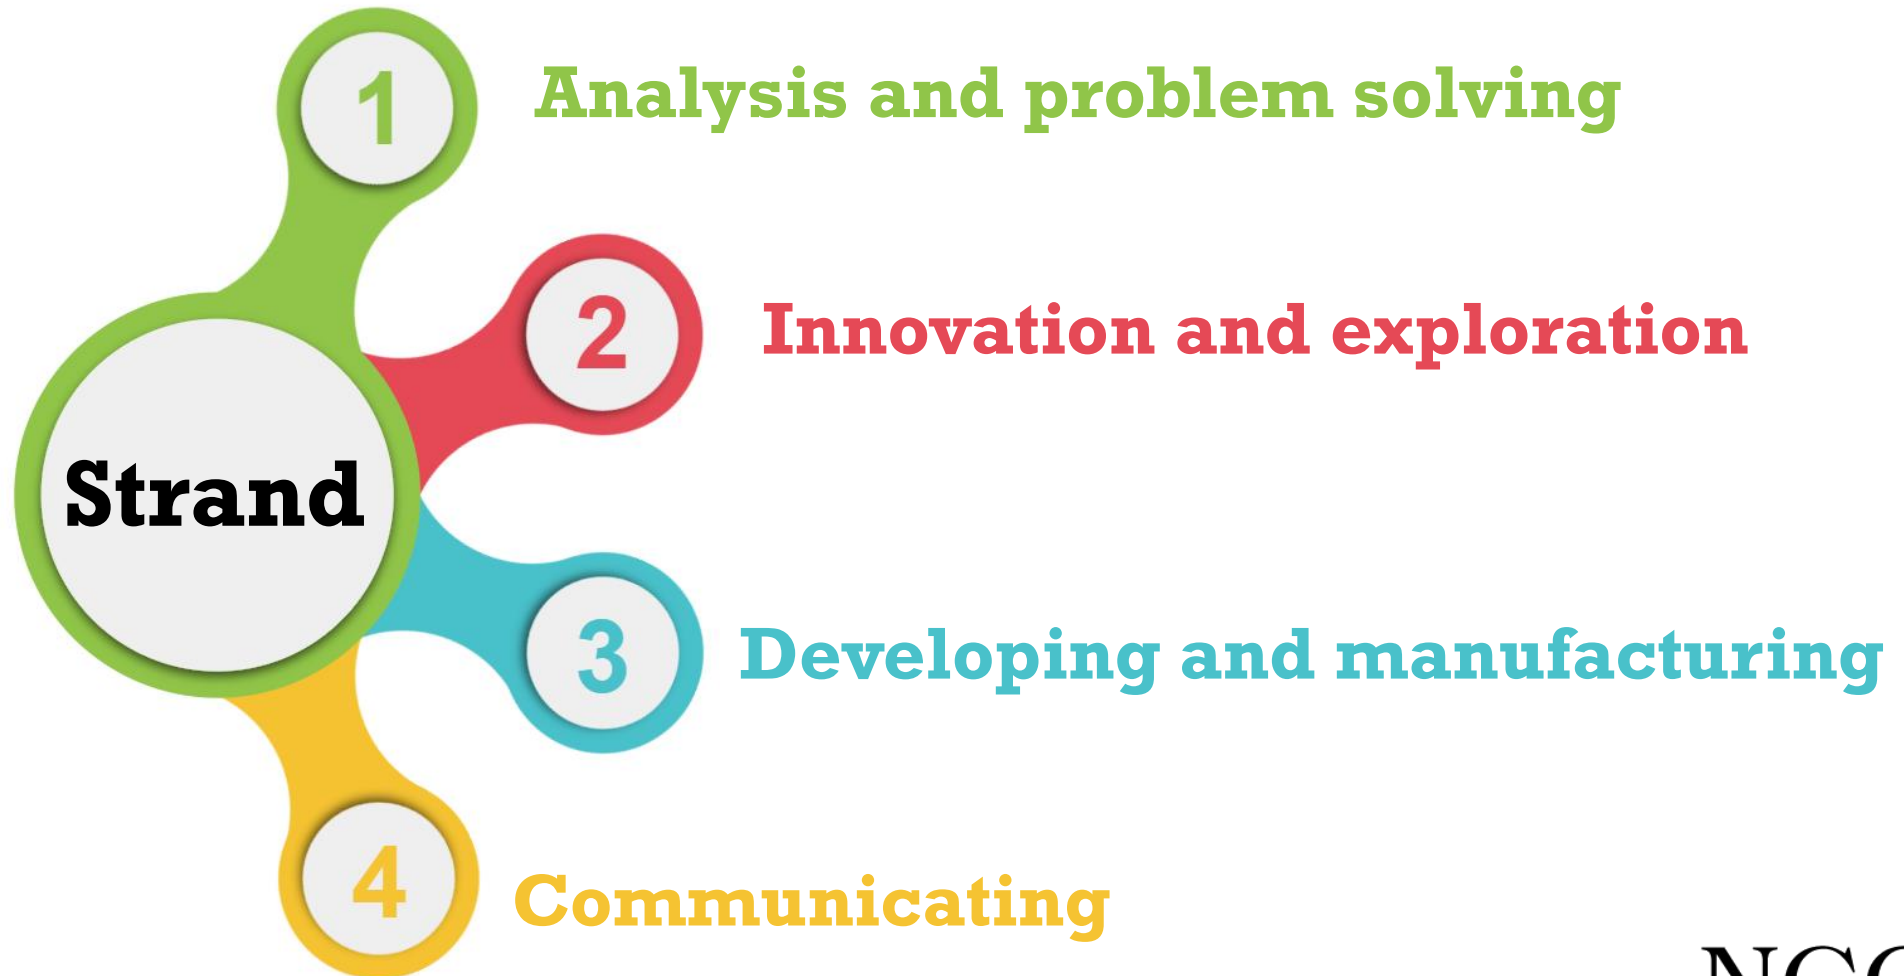 1
Analysis and problem solving
2
Innovation and exploration
Strand
3
Developing and manufacturing
4
Communicating